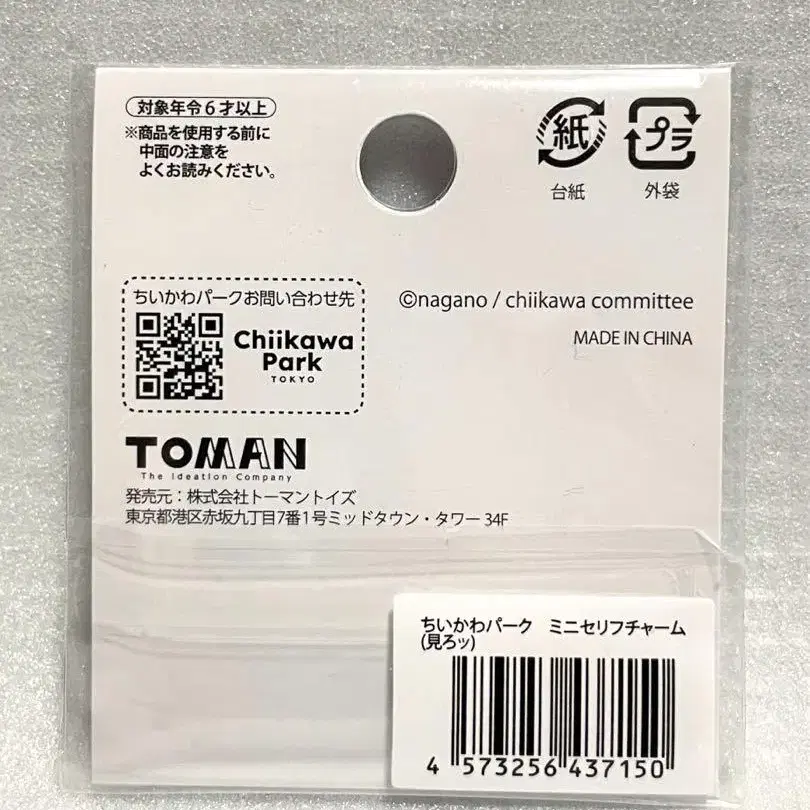 対象年令6才以上
※商品を使用する前に
中面の注意を
よくお読みください。
紙
台紙
プラ
外袋
ちいかわパークお問い合わせ先
Chiikawa
Park
TOKYO
©nagano / chiikawa committee
MADE IN CHINA
TOMAN
The Ideation Company
発売元：株式会社トーマントイズ
東京都港区赤坂九丁目7番1号ミッドタウン・タワー 34F
ちいかわパーク　ミニセリフチャーム
(見ろッ)
4 573256 437150